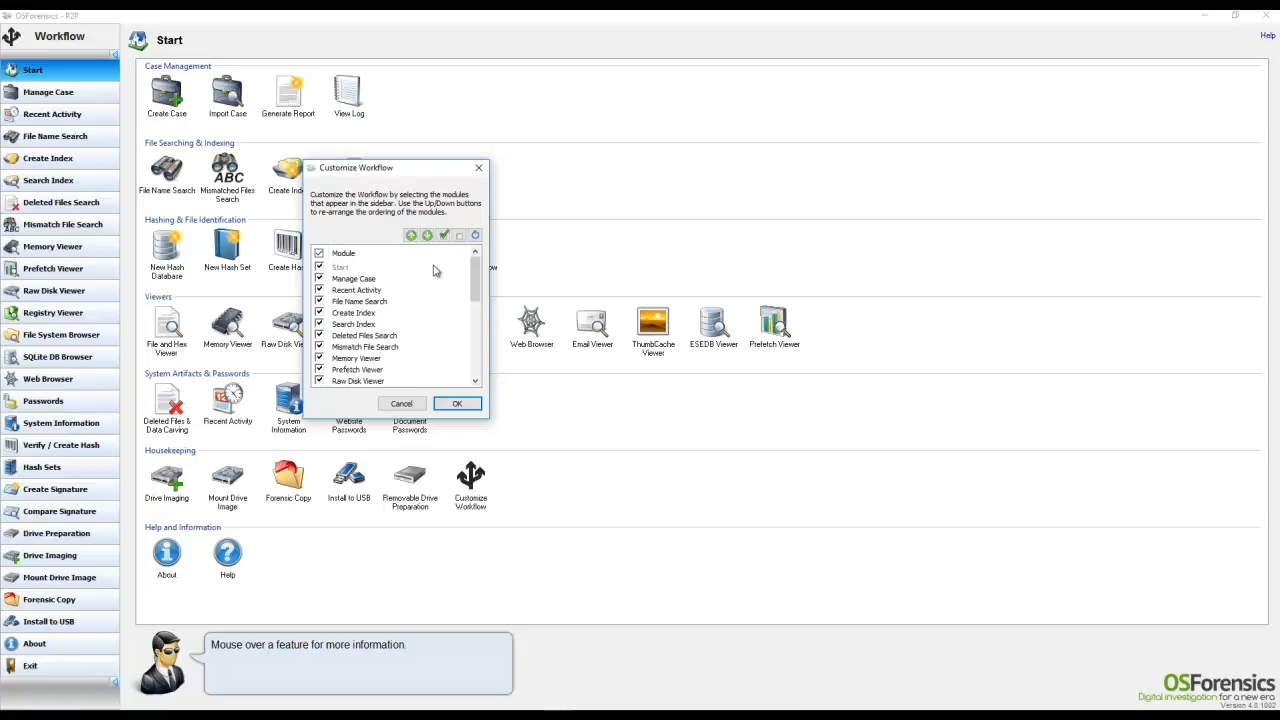 OSForensics - P2P
Workflow
Start
Help
Start
Manage Case
Recent Activity
File Name Search
Create Index
Search Index
Deleted Files Search
Mismatch File Search
Memory Viewer
Prefetch Viewer
Raw Disk Viewer
Registry Viewer
File System Browser
SQLite DB Browser
Web Browser
Passwords
System Information
Verify / Create Hash
Hash Sets
Create Signature
Compare Signature
Drive Preparation
Drive Imaging
Mount Drive Image
Forensic Copy
Install to USB
About
Exit
Case Management
Create Case
Import Case
Generate Report
View Log
File Searching & Indexing
ABC
File Name Search
Mismatched Files
Search
Hashing & File Identification
New Hash
Database
New Hash Set
Viewers
File and Hex
Viewer
Memory Viewer
Web Browser
Email Viewer
ThumbCache
Viewer
ESEDB Viewer
Prefetch Viewer
System Artifacts & Passwords
Deleted Files &
Data Carving
Recent Activity
System
Information
Website
Passwords
Document
Passwords
Housekeeping
Drive Imaging
Mount Drive
Image
Forensic Copy
Install to USB
Removable Drive
Preparation
Customize
Workflow
Help and Information
About
Help
Customize Workflow
Customize the Workflow by selecting the modules
that appear in the sidebar. Use the Up/Down buttons
to re-arrange the ordering of the modules.
Module
Start
Manage Case
Recent Activity
File Name Search
Create Index
Search Index
Deleted Files Search
Mismatch File Search
Memory Viewer
Prefetch Viewer
Raw Disk Viewer
Cancel
OK
Mouse over a feature for more information.
OSForensics
Digital investigation for a new era
Version 4.0.1002